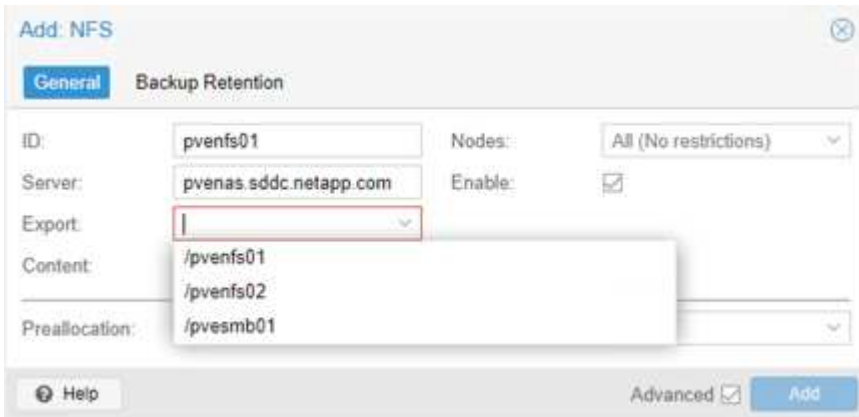 Add: NFS
General Backup Retention
ID: pvenfs01 Nodes: All (No restrictions)
Server: pvenas.sddc.netapp.com Enable:
Export:
/pvenfs01
Content:
/pvenfs02
Preallocation: /pvesmb01
Help Advanced Add